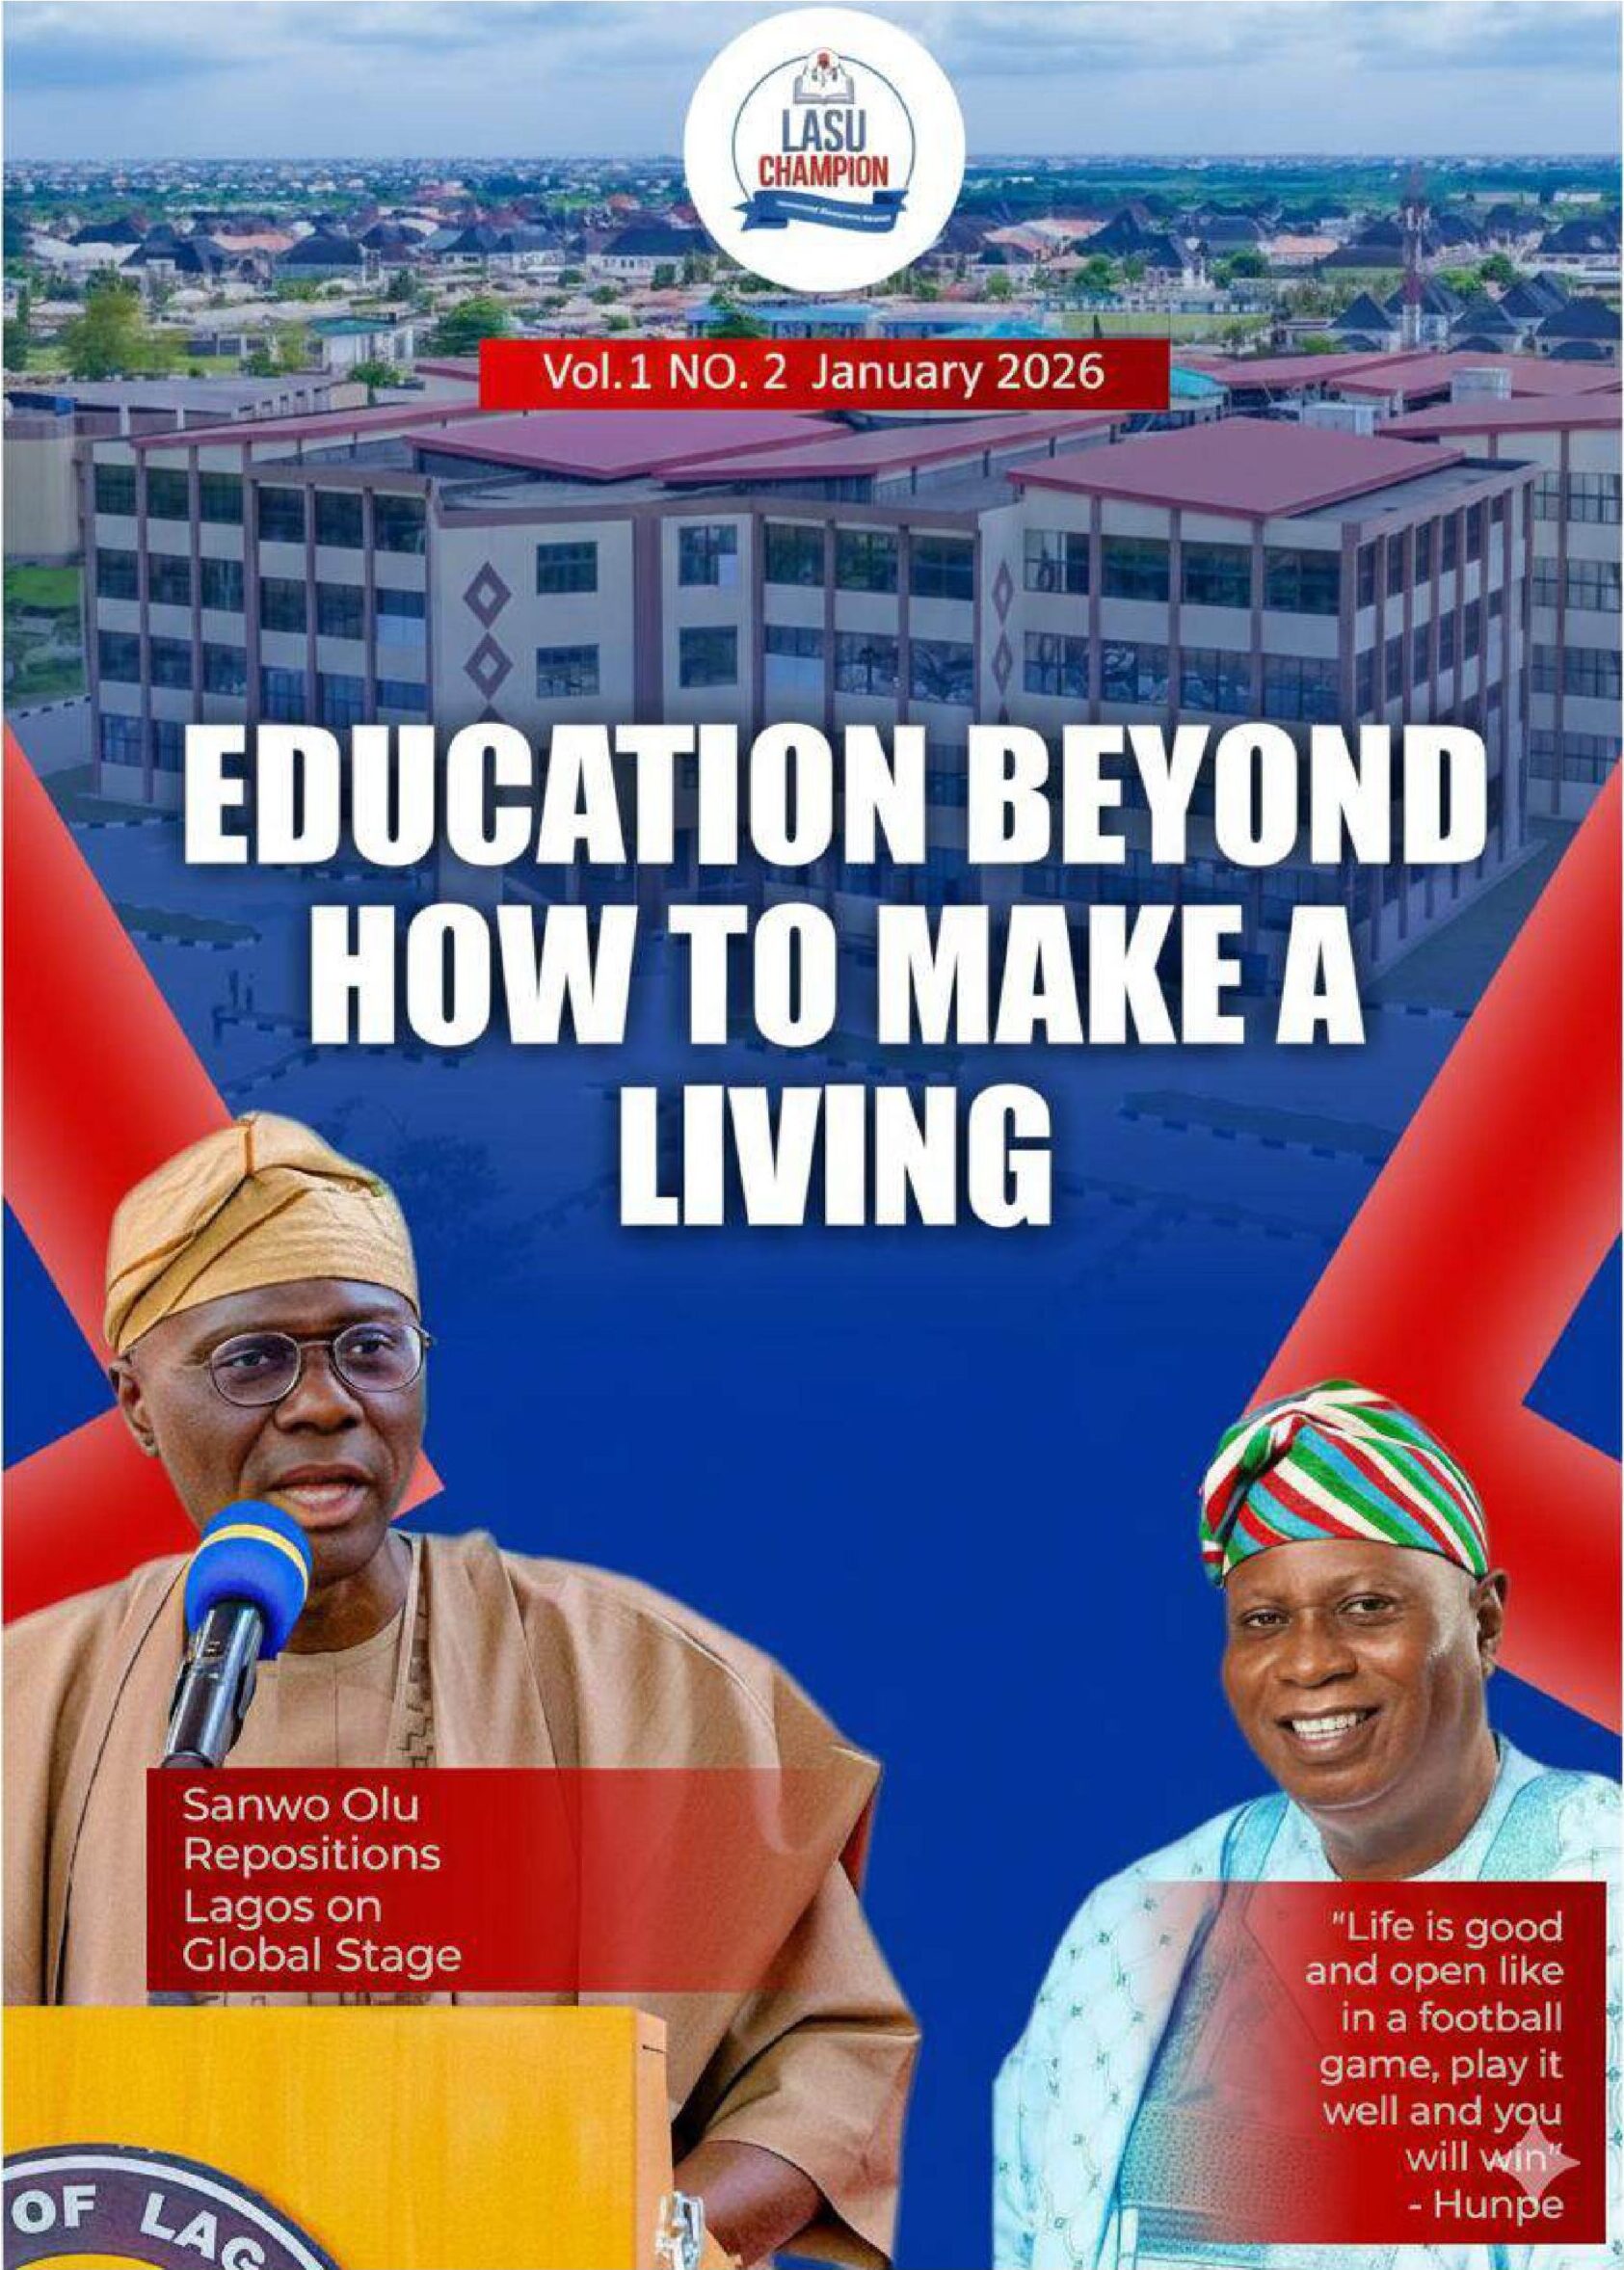 LASU
CHAMPION
Vol.1 NO. 2 January 2026
EDUCATION BEYOND
HOW TO MAKE A
LIVING
Sanwo Olu
Repositions
Lagos on
Global Stage
"Life is good
and open like
in a football
game, play it
well and you
will win"
- Hunpe
OF LAG